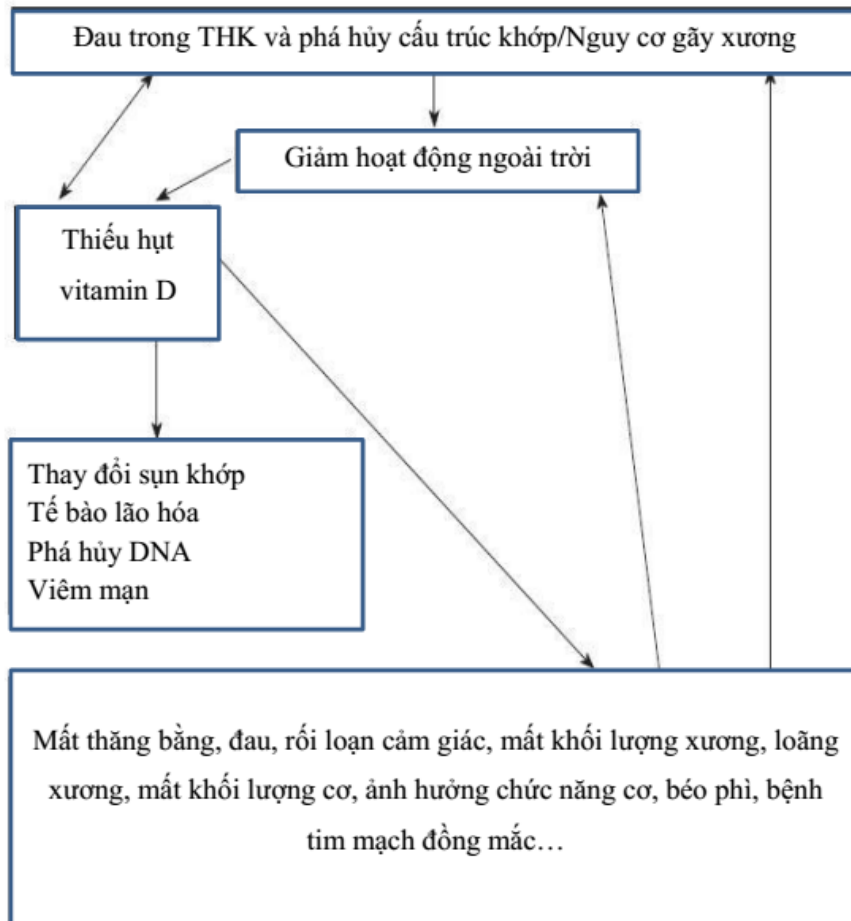 Đau trong THK và phá hủy cấu trúc khớp/Nguy cơ gãy xương
Giảm hoạt động ngoài trời
Thiếu hụt
vitamin D
Thay đổi sụn khớp
Tế bào lão hóa
Phá hủy DNA
Viêm mạn
Mất thăng bằng, đau, rối loạn cảm giác, mất khối lượng xương, loãng
xương, mất khối lượng cơ, ảnh hưởng chức năng cơ, béo phì, bệnh
tim mạch đồng mắc…